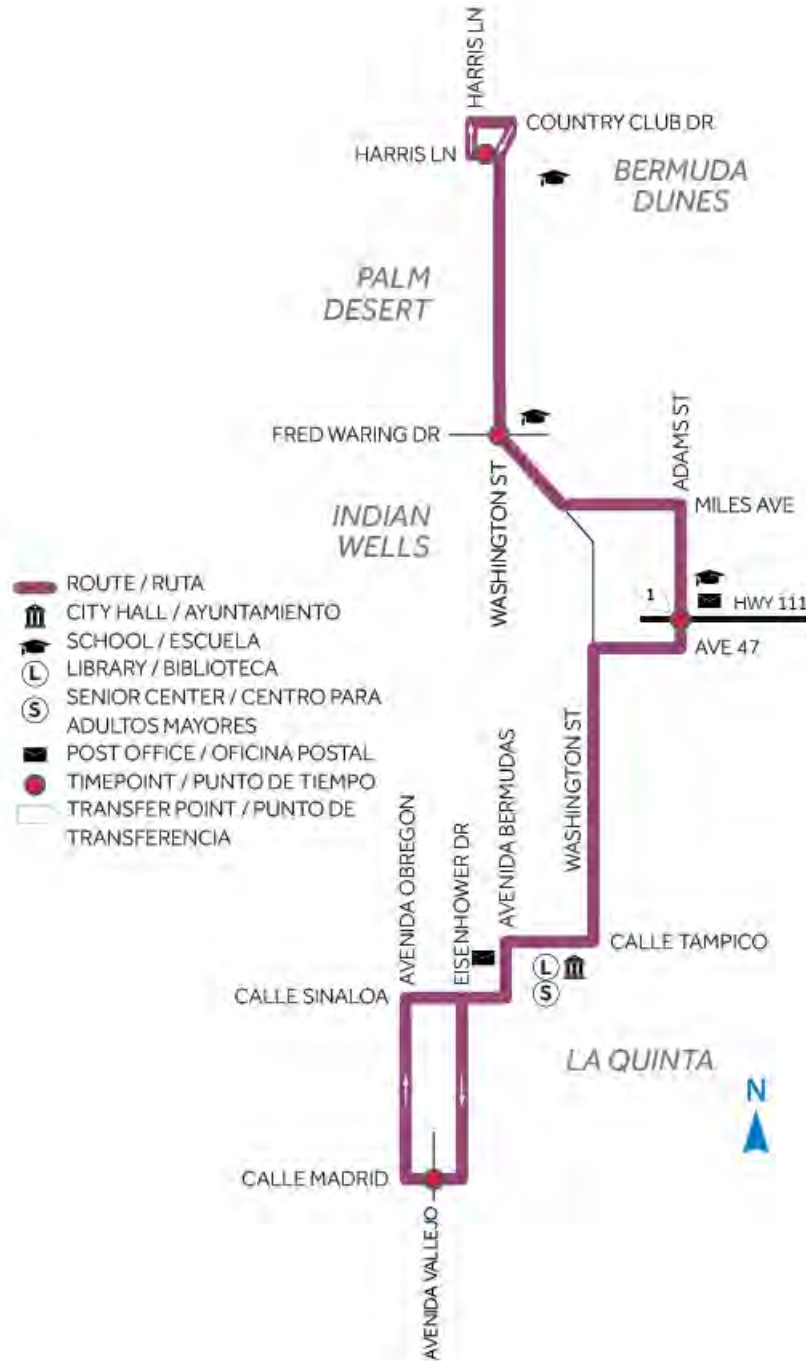 HARRIS LN
COUNTRY CLUB DR
HARRIS LN
BERMUDA
DUNES
PALM
DESERT
FRED WARING DR
WASHINGTON ST
ADAMS ST
MILES AVE
INDIAN
WELLS
1
HWY 111
AVE 47
ROUTE / RUTA
CITY HALL / AYUNTAMIENTO
SCHOOL / ESCUELA
L LIBRARY / BIBLIOTECA
S SENIOR CENTER / CENTRO PARA
ADULTOS MAYORES
POST OFFICE / OFICINA POSTAL
TIMEPOINT / PUNTO DE TIEMPO
TRANSFER POINT / PUNTO DE
TRANSFERENCIA
AVENIDA OBREGON
EISENHOWER DR
AVENIDA BERMUDAS
WASHINGTON ST
CALLE TAMPICO
L
S
CALLE SINALOA
LA QUINTA
N
CALLE MADRID
AVENIDA VALLEJO